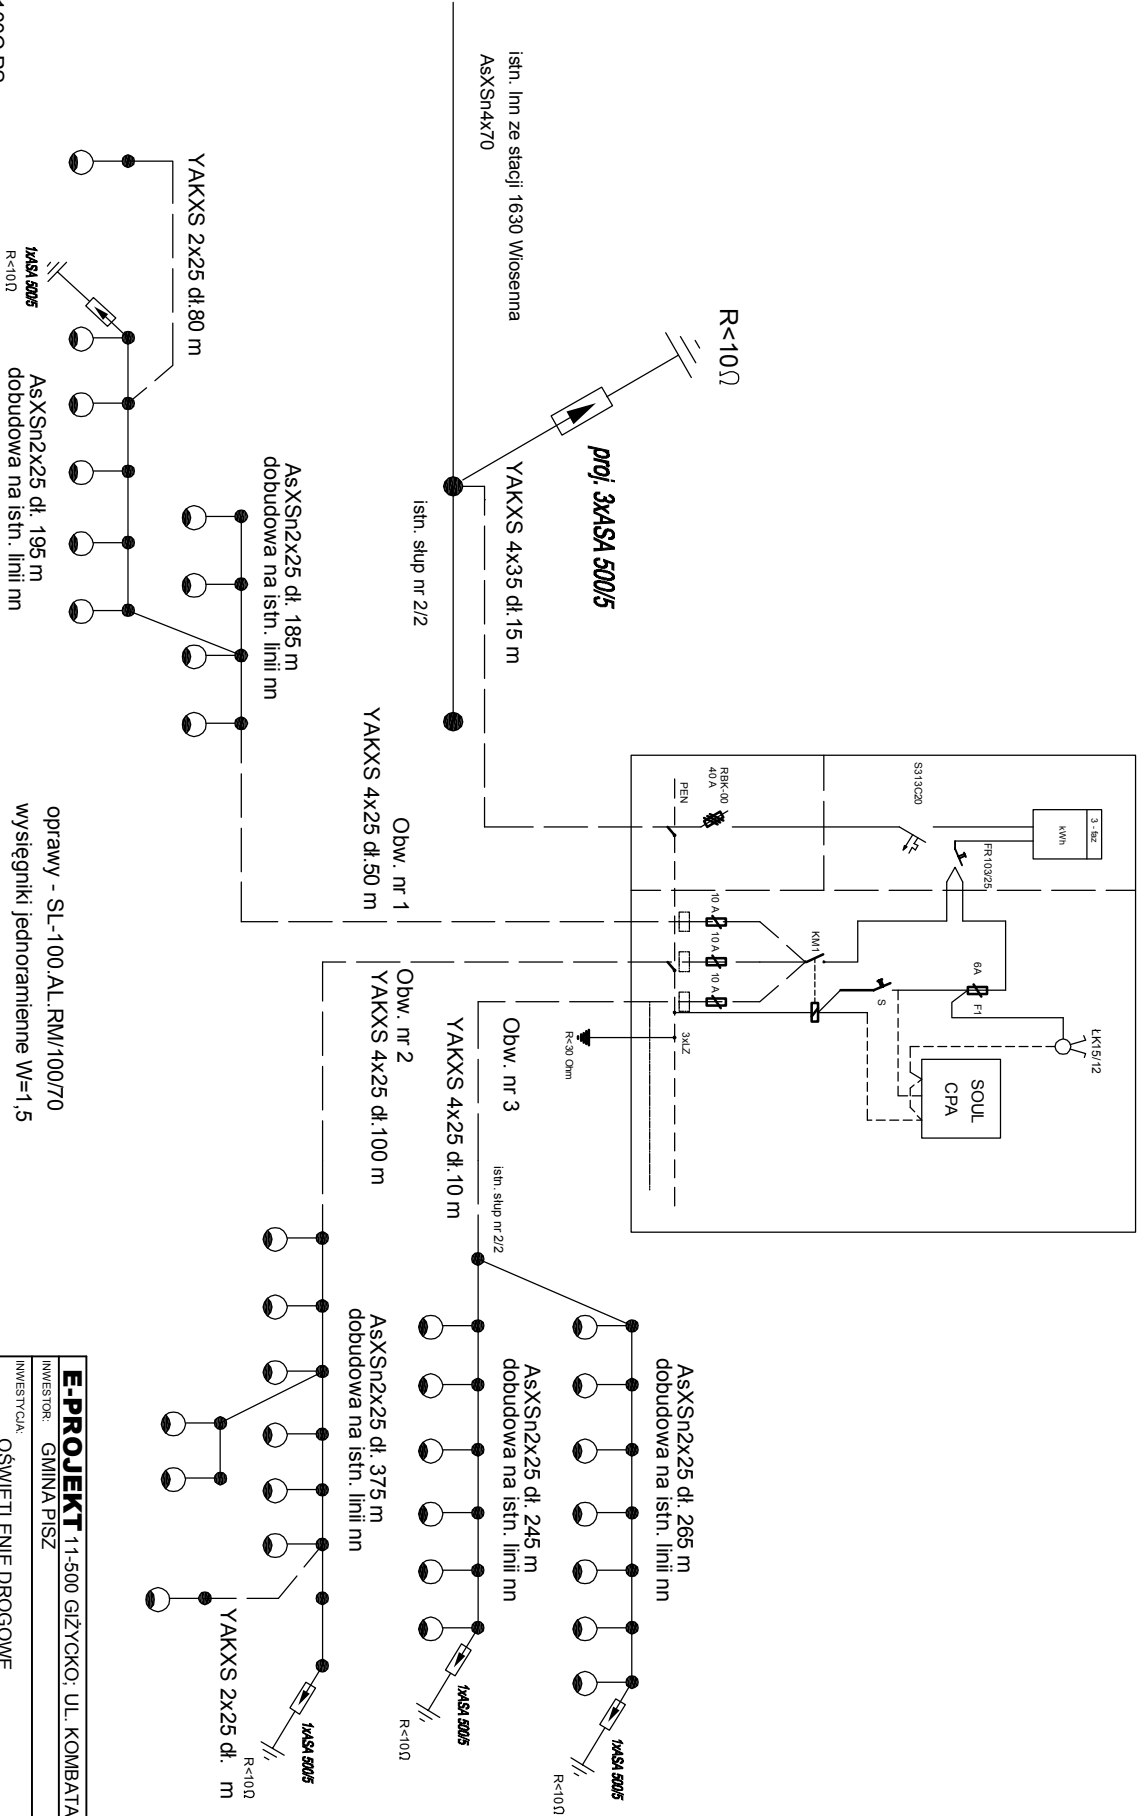 istn. lnn ze stacji 1630 Wiosenna
AsXSn4x70
R<10Ω
proj. 3xASA 500/5
YAKXS 4x35 dł.15 m
istn. słup nr 2/2
YAKXS 2x25 dł.80 m
1xASA 500/5
R<10Ω
AsXSn2x25 dł. 195 m
dobudowa na istn. linii nn
AsXSn2x25 dł. 185 m
dobudowa na istn. linii nn
Obw. nr 1
YAKXS 4x25 dł.50 m
3 - faz
kWh
S313C20
FR103/25
RBK-00
40 A
PEN
10 A
10 A
10 A
KM1
S
6A
F1
ŁK15/12
SOUL
CPA
3xLZ
R<30 Ohm
Obw. nr 3
YAKXS 4x25 dł.10 m
istn. słup nr 2/2
Obw. nr 2
YAKXS 4x25 dł.100 m
AsXSn2x25 dł. 265 m
dobudowa na istn. linii nn
1xASA 500/5
R<10Ω
AsXSn2x25 dł. 245 m
dobudowa na istn. linii nn
1xASA 500/5
R<10Ω
AsXSn2x25 dł. 375 m
dobudowa na istn. linii nn
YAKXS 2x25 dł. m
1xASA 500/5
R<10Ω
oprawy - SL-100.AL.RM/100/70
wysięgniki jednoramienne W=1,5
E-PROJEKT 11-500 GIŻYCKO; UL. KOMBATA
INWESTOR: GMINA PISZ
INWESTYCJA:
OŚWIETLENIE DROGOWE